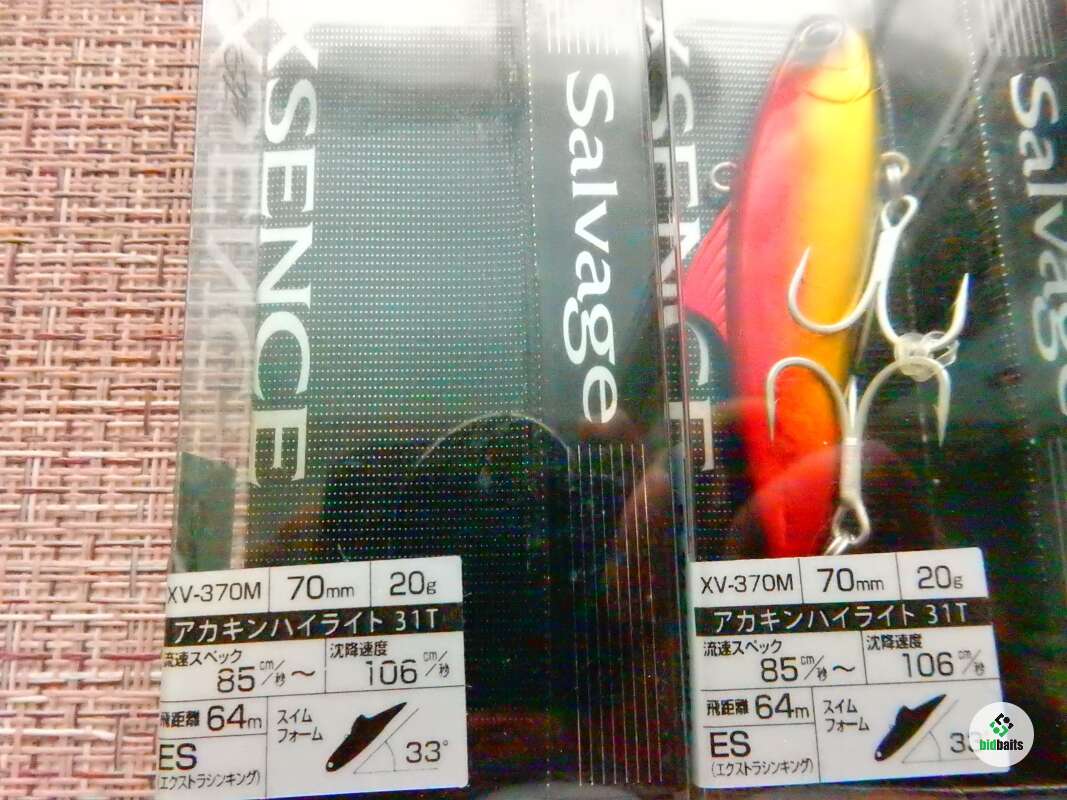 XSENCE
Salvage
XSENCE
Salvage
XV-370M 70mm 20g
アカキンハイライト 31T
流速スペック
85cm/秒〜
沈降速度
106cm/秒
飛距離 64m
スイム
フォーム
33°
ES
(エクストラシンキング)
XV-370M 70mm 20g
アカキンハイライト 31T
流速スペック
85cm/秒〜
沈降速度
106cm/秒
飛距離 64m
スイム
フォーム
ES
(エクストラシンキング)
bidbaits